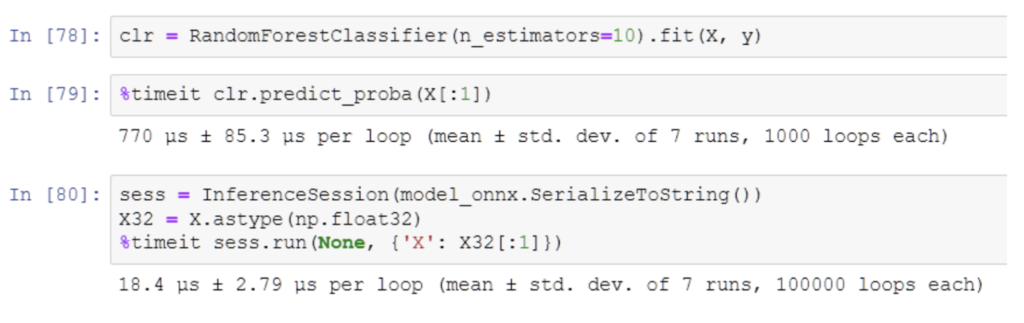 In [78]: clr = RandomForestClassifier(n_estimators=10).fit(X, y)
In [79]: %timeit clr.predict_proba(X[:1])
770 µs ± 85.3 µs per loop (mean ± std. dev. of 7 runs, 1000 loops each)
In [80]: sess = InferenceSession(model_onnx.SerializeToString())
X32 = X.astype(np.float32)
%timeit sess.run(None, {'X': X32[:1]})
18.4 µs ± 2.79 µs per loop (mean ± std. dev. of 7 runs, 100000 loops each)